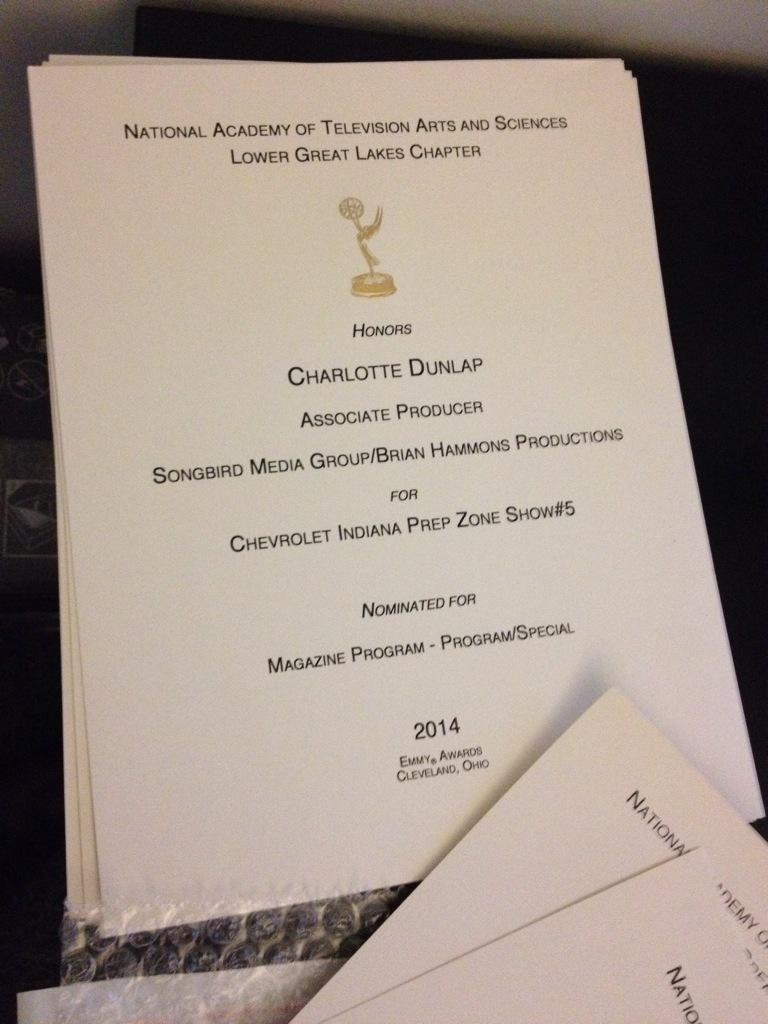 National Academy of Television Arts and Sciences
Lower Great Lakes Chapter
Honors
Charlotte Dunlap
Associate Producer
Songbird Media Group/Brian Hammons Productions
for
Chevrolet Indiana Prep Zone Show#5
Nominated for
Magazine Program - Program/Special
2014
Emmy® Awards
Cleveland, Ohio
Nationa
ademy o
Natio